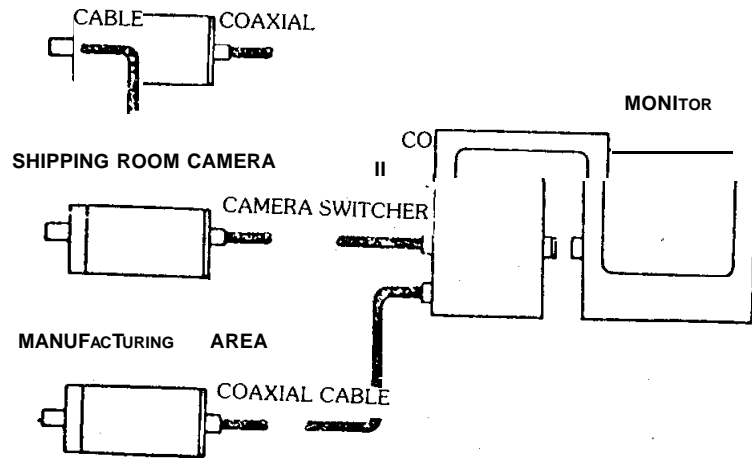 CABLE COAXIAL
MONITOR
CO
SHIPPING ROOM CAMERA II
CAMERA SWITCHER
MANUFACTURING AREA
COAXIAL CABLE